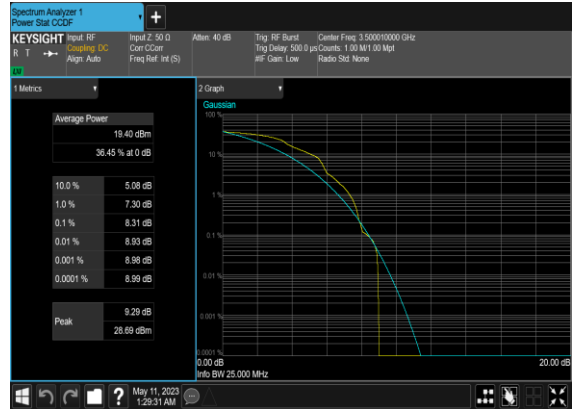 Spectrum Analyzer 1
Power Stat CCDF
+
KEYSIGHT
R T
LXI
Input: RF
Coupling: DC
Align: Auto
Input Z: 50 Ω
Corr CCorr
Freq Ref: Int (S)
Atten: 40 dB
Trig: RF Burst
Trig Delay: 500.0 µs
#IF Gain: Low
Center Freq: 3.500010000 GHz
Counts: 1.00 M/1.00 Mpt
Radio Std: None
1 Metrics
Average Power
19.40 dBm
36.45 % at 0 dB
10.0 % 5.08 dB
1.0 % 7.30 dB
0.1 % 8.31 dB
0.01 % 8.93 dB
0.001 % 8.98 dB
0.0001 % 8.99 dB
Peak
9.29 dB
28.69 dBm
2 Graph
Gaussian
100 %
10 %
1 %
0.1 %
0.01 %
0.001 %
0.0001 %
0.00 dB
20.00 dB
Info BW 25.000 MHz
?
May 11, 2023
1:29:31 AM